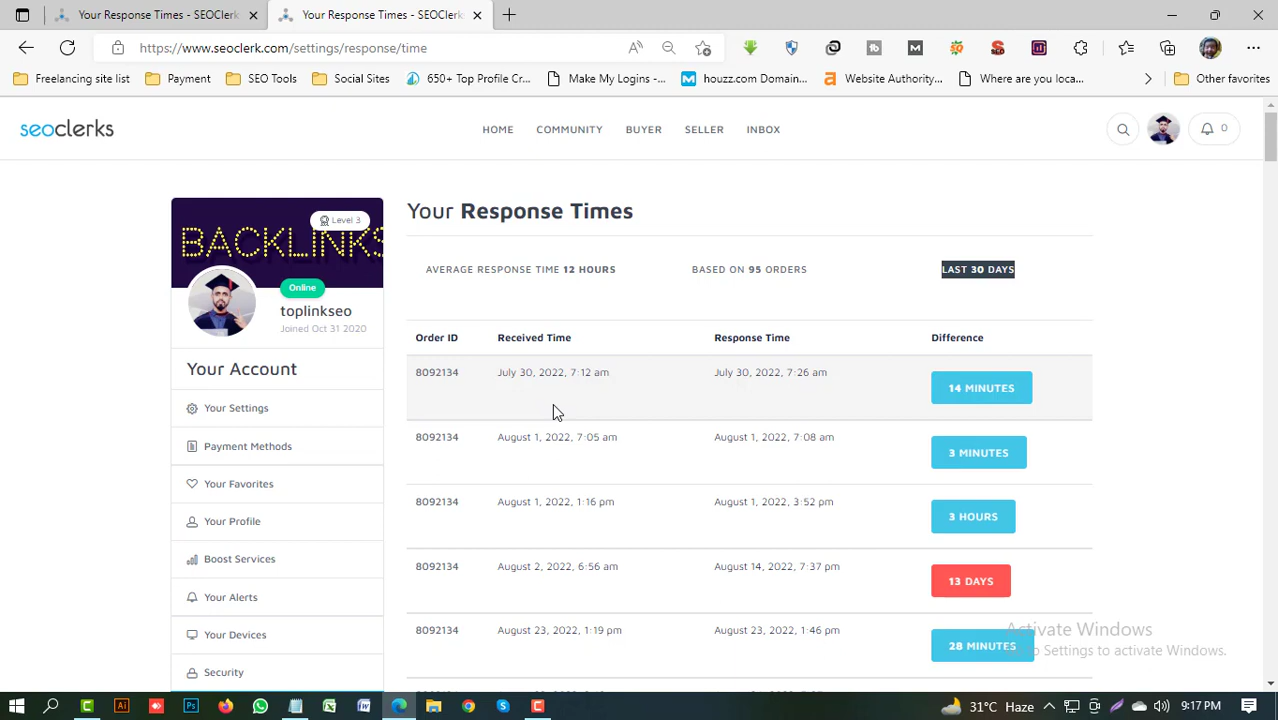 Your Response Times - SEOClerks
Your Response Times - SEOClerk
https://www.seoclerk.com/settings/response/time
Freelancing site list
Payment
SEO Tools
Social Sites
650+ Top Profile Cr...
Make My Logins -...
houzz.com Domain...
Website Authority...
Where are you loca...
Other favorites
seoclerks
HOME
COMMUNITY
BUYER
SELLER
INBOX
0
Level 3
BACKLINKS
Online
toplinkseo
Joined Oct 31 2020
Your Account
Your Settings
Payment Methods
Your Favorites
Your Profile
Boost Services
Your Alerts
Your Devices
Security
Your Response Times
AVERAGE RESPONSE TIME 12 HOURS
BASED ON 95 ORDERS
LAST 30 DAYS
Order ID Received Time Response Time Difference
8092134 July 30, 2022, 7:12 am July 30, 2022, 7:26 am 14 MINUTES
8092134 August 1, 2022, 7:05 am August 1, 2022, 7:08 am 3 MINUTES
8092134 August 1, 2022, 1:16 pm August 1, 2022, 3:52 pm 3 HOURS
8092134 August 2, 2022, 6:56 am August 14, 2022, 7:37 pm 13 DAYS
8092134 August 23, 2022, 1:19 pm August 23, 2022, 1:46 pm 28 MINUTES
Activate Windows
to Settings to activate Windows.
31°C Haze
9:17 PM